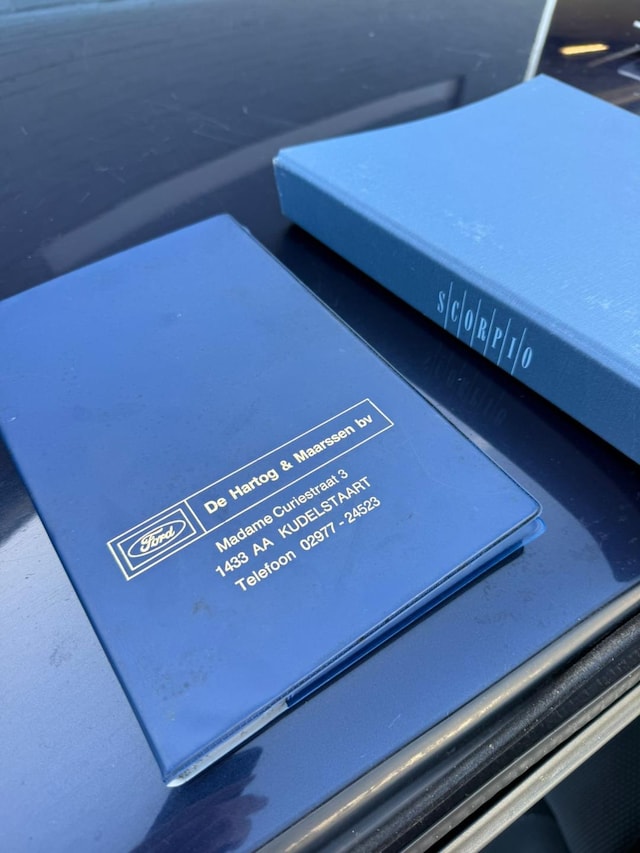 SCORPIO
Ford
De Hartog & Maarssen bv
Madame Curiestraat 3
1433 AA KUDELSTAART
Telefoon 02977-24523